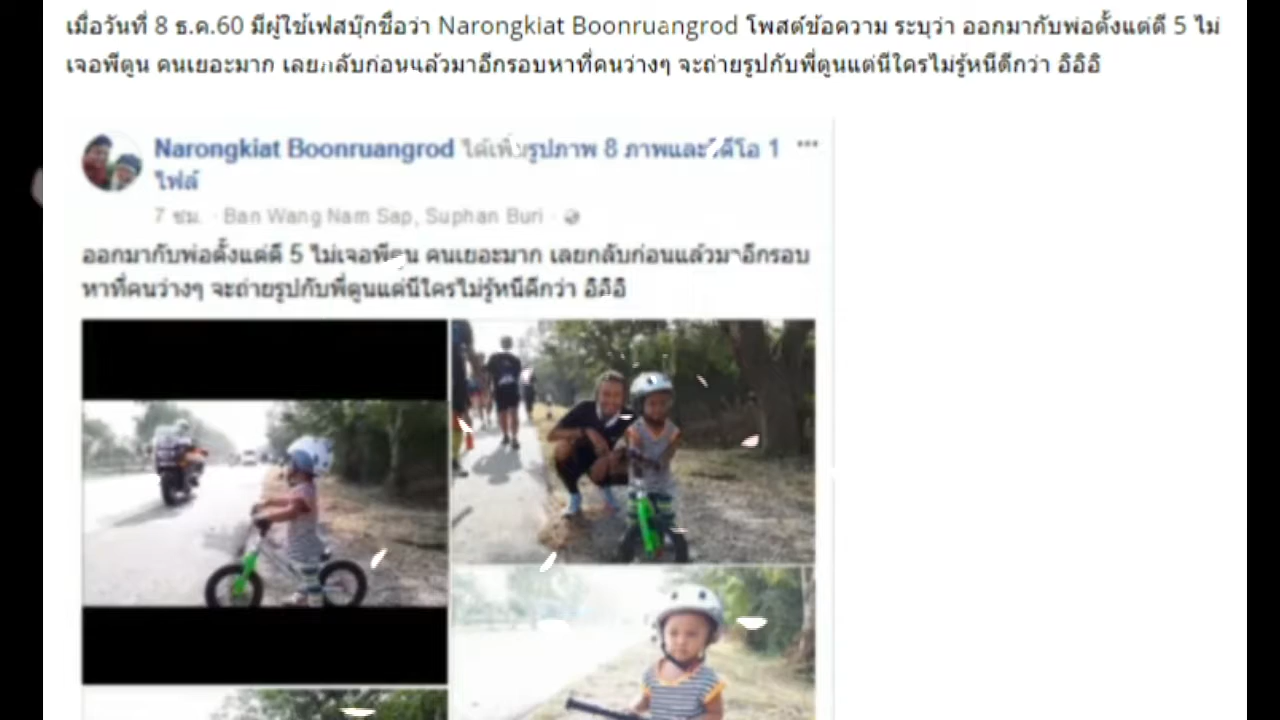 เมื่อวันที่ 8 ธ.ค.60 มีผู้ใช้เฟสบุ๊กชื่อว่า Narongkiat Boonruangrod โพสต์ข้อความ ระบุว่า ออกมากับพ่อตั้งแต่ตี 5 ไม่
เจอพี่ตูน คนเยอะมาก เลยกลับก่อนแล้วมาอีกรอบหาที่คนว่างๆ จะถ่ายรูปกับพี่ตูนแต่นี่ใครไม่รู้หนีดีกว่า อิอิอิ
Narongkiat Boonruangrod ได้เพิ่มรูปภาพ 8 ภาพและวิดีโอ 1
ไฟล์
7 ชม. · Ban Wang Nam Sap, Suphan Buri ·
ออกมากับพ่อตั้งแต่ตี 5 ไม่เจอพี่ตูน คนเยอะมาก เลยกลับก่อนแล้วมาอีกรอบ
หาที่คนว่างๆ จะถ่ายรูปกับพี่ตูนแต่นี่ใครไม่รู้หนีดีกว่า อิอิอิ